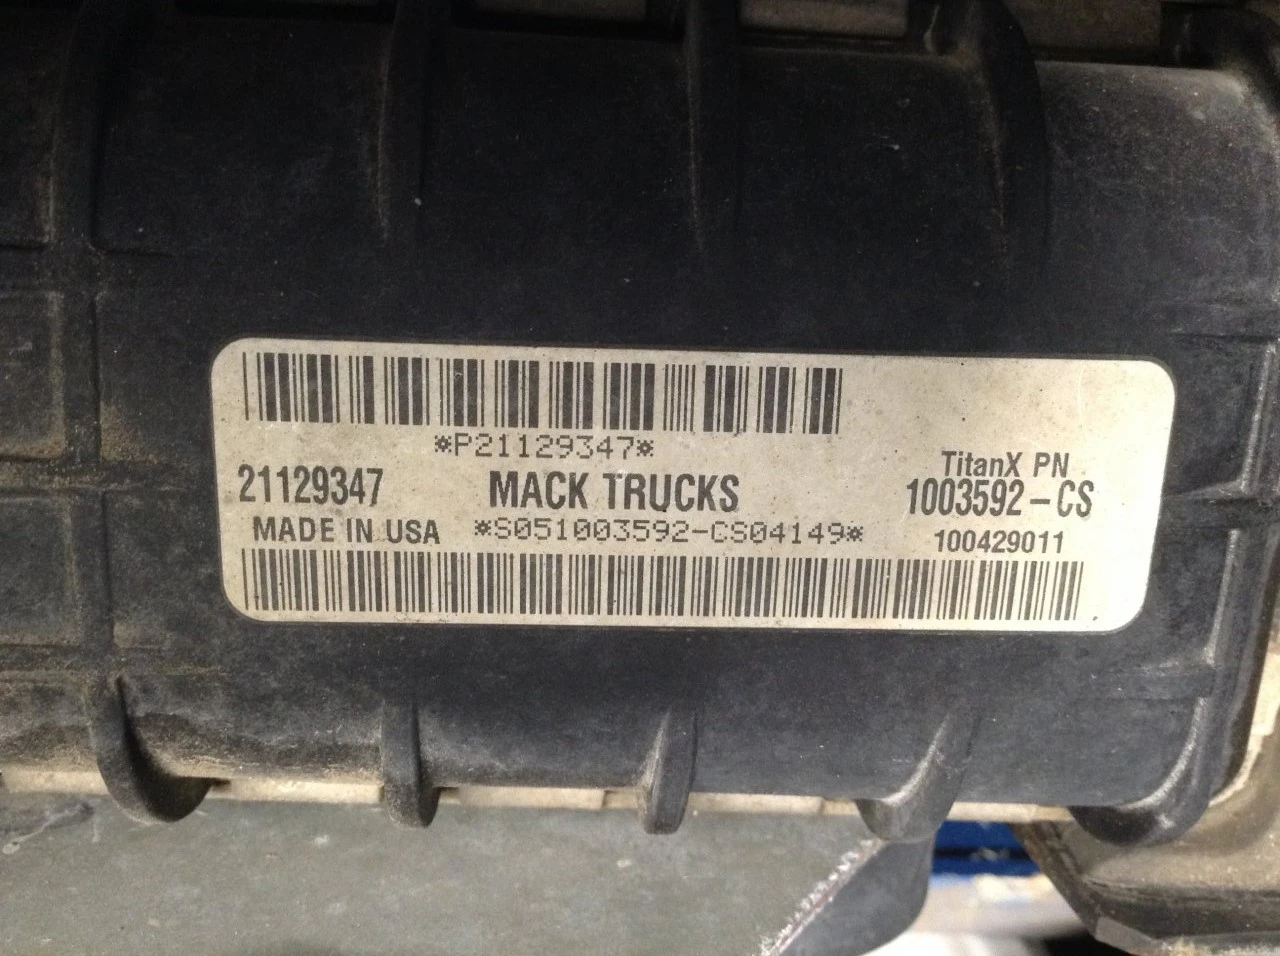 *P21129347*
21129347 MACK TRUCKS TitanX PN
1003592-CS
MADE IN USA *S051003592-CS04149* 100429011